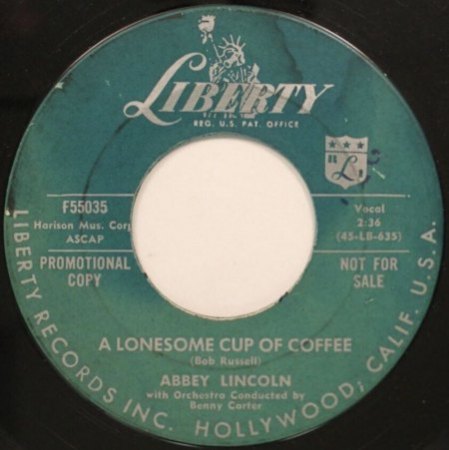 LIBERTY
REG. U.S. PAT. OFFICE
L
F55035
Harison Mus. Corp
ASCAP
PROMOTIONAL
COPY
Vocal
2:36
(45-LB-635)
NOT FOR
SALE
A LONESOME CUP OF COFFEE
(Bob Russell)
ABBEY LINCOLN
with Orchestra Conducted by
Benny Carter
LIBERTY RECORDS INC. HOLLYWOOD, CALIF. U.S.A.